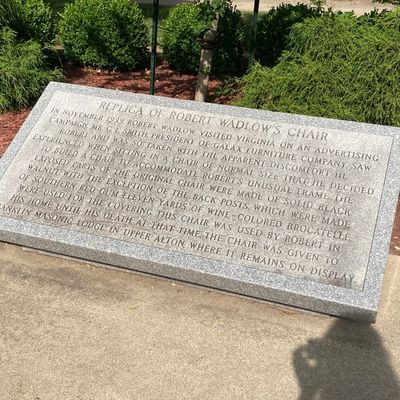 REPLICA OF ROBERT WADLOW'S CHAIR
IN NOVEMBER 1939 ROBERT WADLOW VISITED VIRGINIA ON AN ADVERTISING
CAMPAIGN. MR. C.L. SMITH, PRESIDENT OF GALAX FURNITURE COMPANY, SAW
ROBERT AND WAS SO TAKEN WITH THE APPARENT DISCOMFORT HE
EXPERIENCED WHEN SITTING IN A CHAIR OF NORMAL SIZE THAT HE DECIDED
TO BUILD A CHAIR TO ACCOMMODATE ROBERT'S UNUSUAL FRAME. THE
EXPOSED PARTS OF THE ORIGINAL CHAIR WERE MADE OF SOLID BLACK
WALNUT WITH THE EXCEPTION OF THE BACK POSTS, WHICH WERE MADE
OF SOUTHERN RED OAK. ELEVEN YARDS OF WINE-COLORED BROCATELLE
WERE USED FOR THE COVERING. THIS CHAIR WAS USED BY ROBERT IN
HIS HOME UNTIL HIS DEATH. AT THAT TIME THE CHAIR WAS GIVEN TO
FRANKLIN MASONIC LODGE IN UPPER ALTON WHERE IT REMAINS ON DISPLAY.